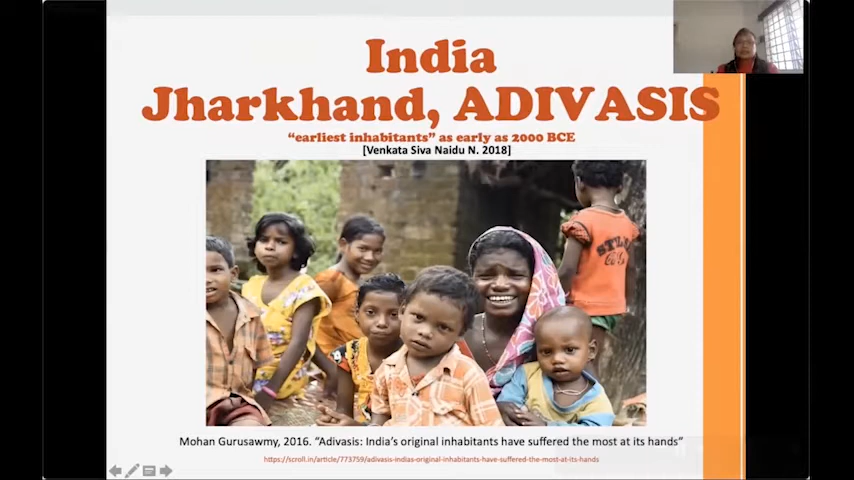 India
Jharkhand, ADIVASIS
“earliest inhabitants” as early as 2000 BCE
[Venkata Siva Naidu N. 2018]
Mohan Gurusawmy, 2016. “Adivasis: India’s original inhabitants have suffered the most at its hands”
https://scroll.in/article/773759/adivasis-indias-original-inhabitants-have-suffered-the-most-at-its-hands